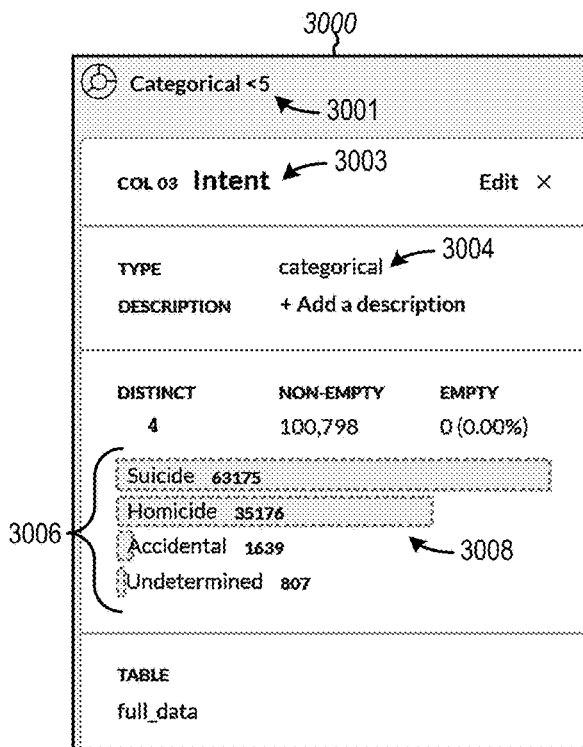 3000
Categorical <5
3001
COL 03 Intent 3003 Edit ×
TYPE categorical 3004
DESCRIPTION + Add a description
DISTINCT NON-EMPTY EMPTY
4 100,798 0 (0.00%)
Suicide 63175
Homicide 35176
3006 Accidental 1639 3008
Undetermined 807
TABLE
full_data